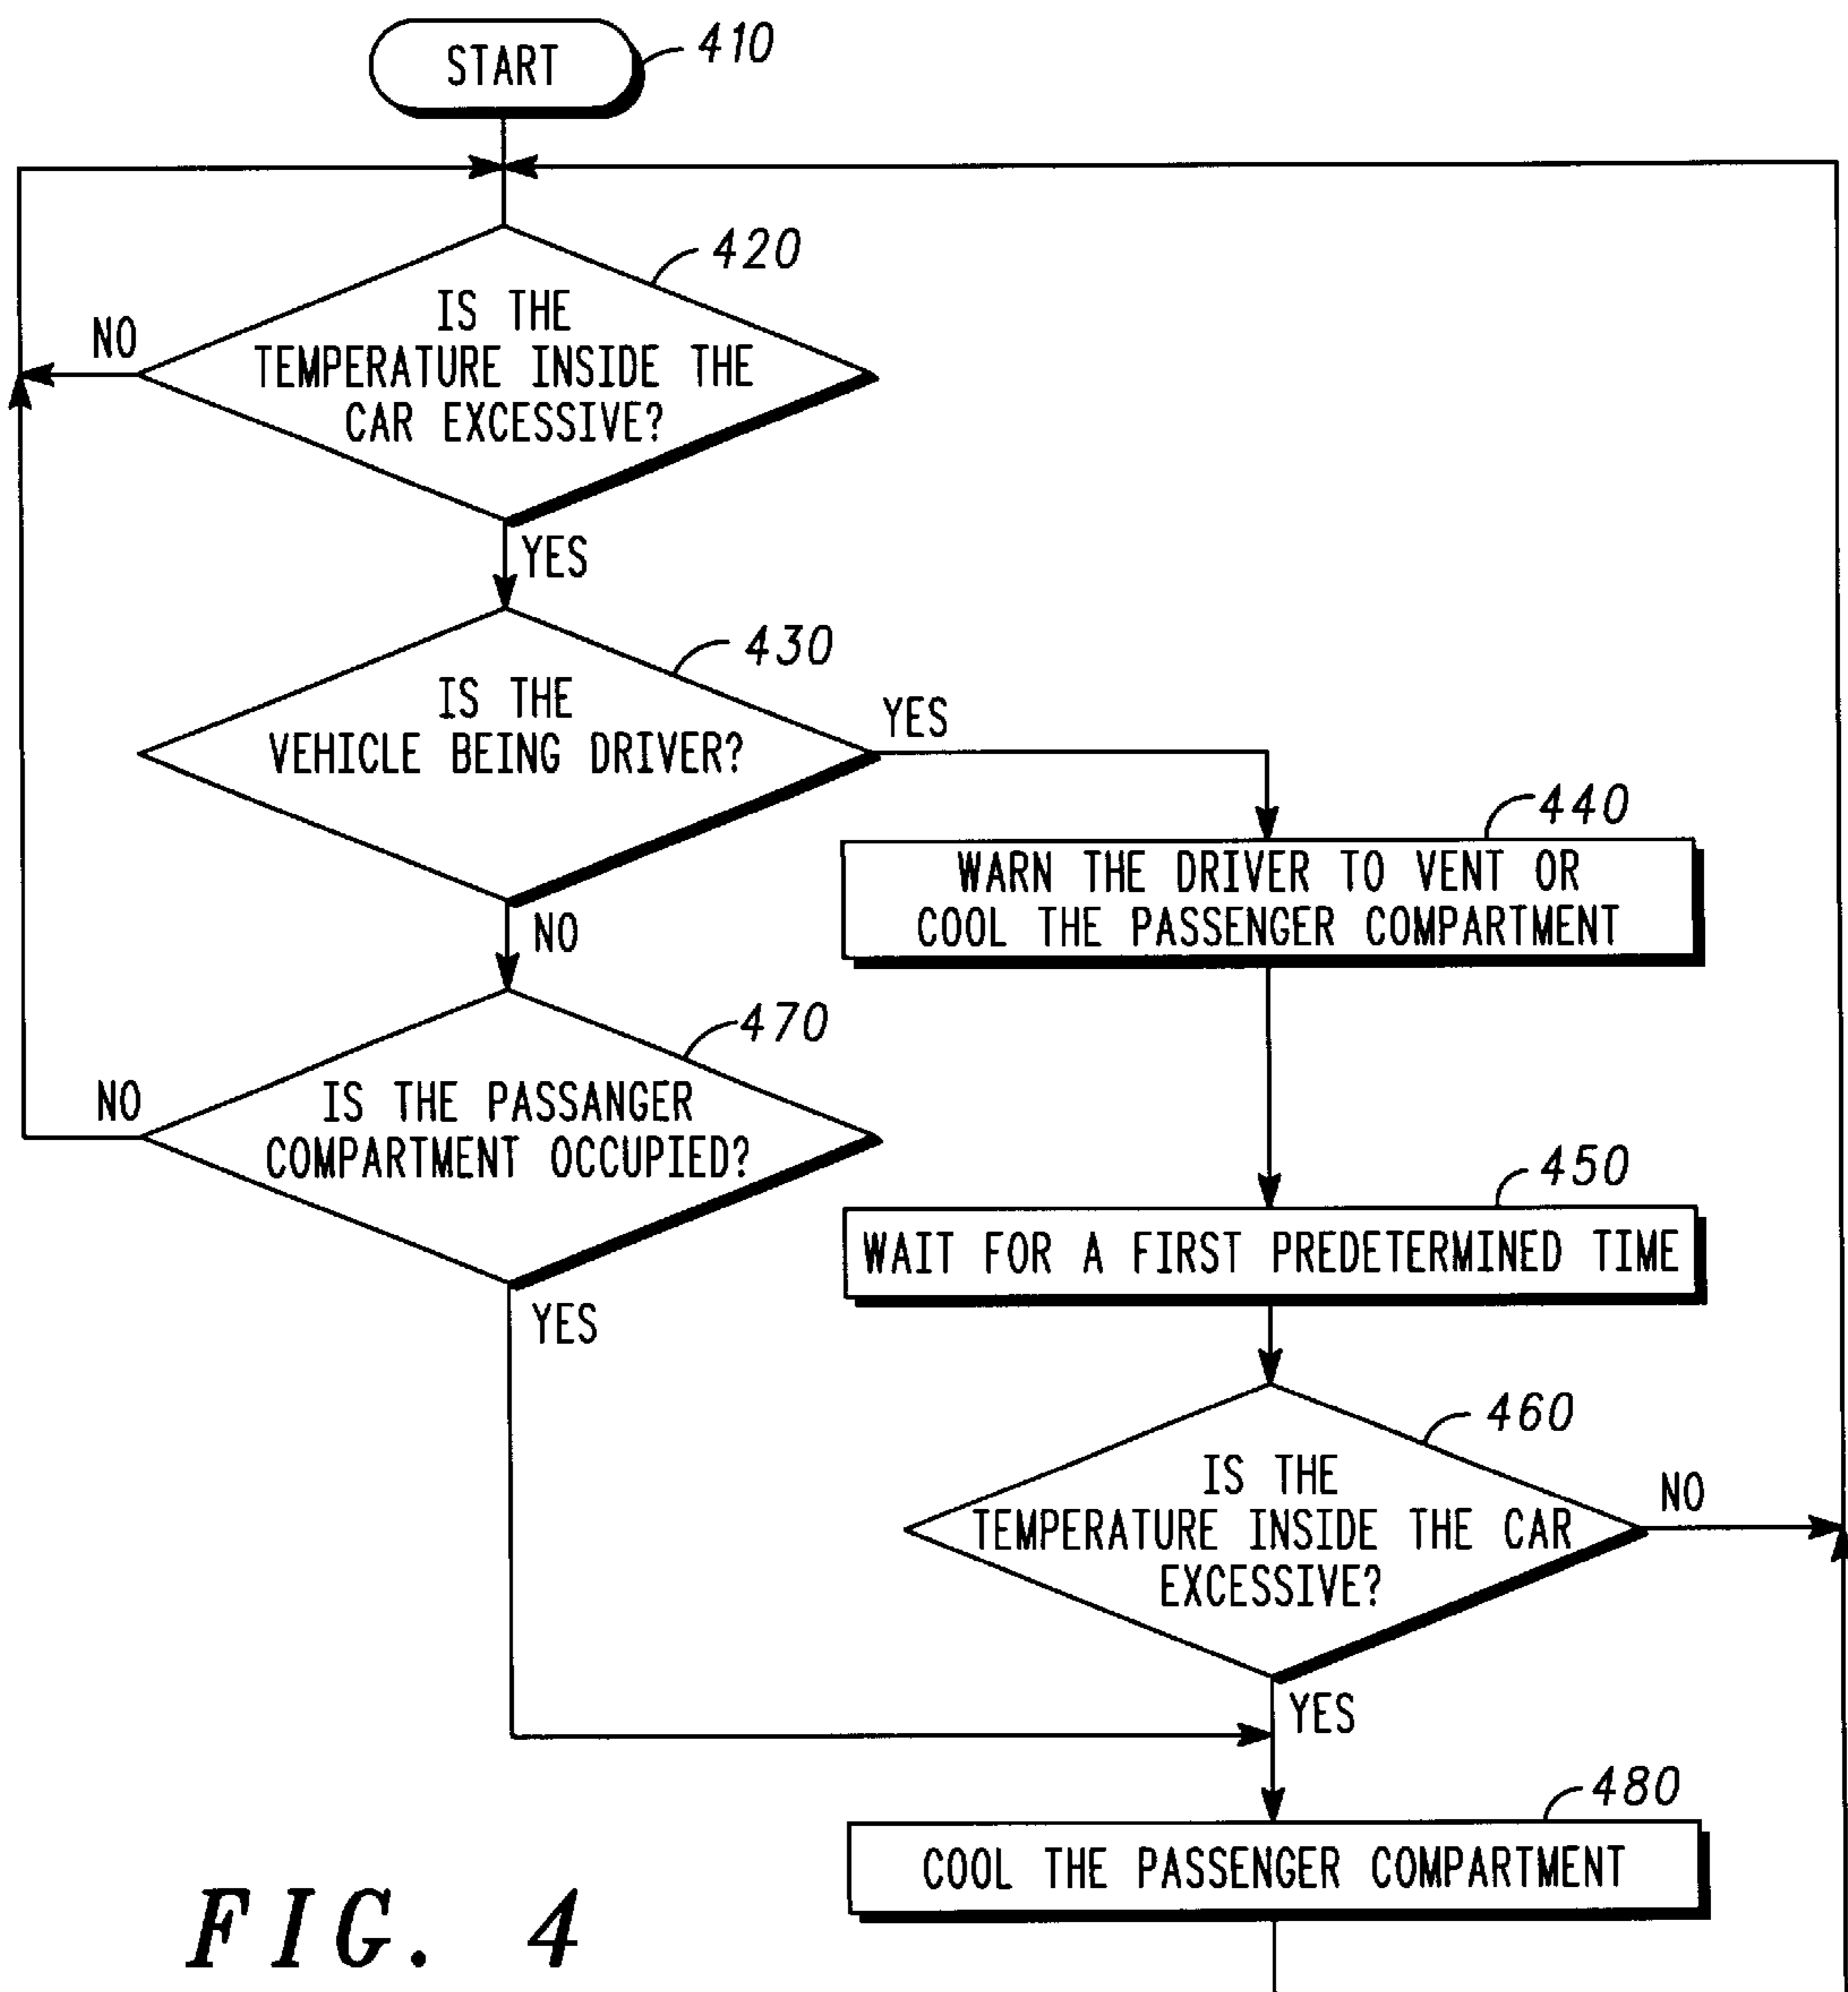 START
410
420
IS THE
TEMPERATURE INSIDE THE
CAR EXCESSIVE?
NO
YES
430
IS THE
VEHICLE BEING DRIVER?
YES
NO
440
WARN THE DRIVER TO VENT OR
COOL THE PASSENGER COMPARTMENT
470
IS THE PASSANGER
COMPARTMENT OCCUPIED?
NO
YES
450
WAIT FOR A FIRST PREDETERMINED TIME
460
IS THE
TEMPERATURE INSIDE THE CAR
EXCESSIVE?
NO
YES
480
COOL THE PASSENGER COMPARTMENT
FIG. 4